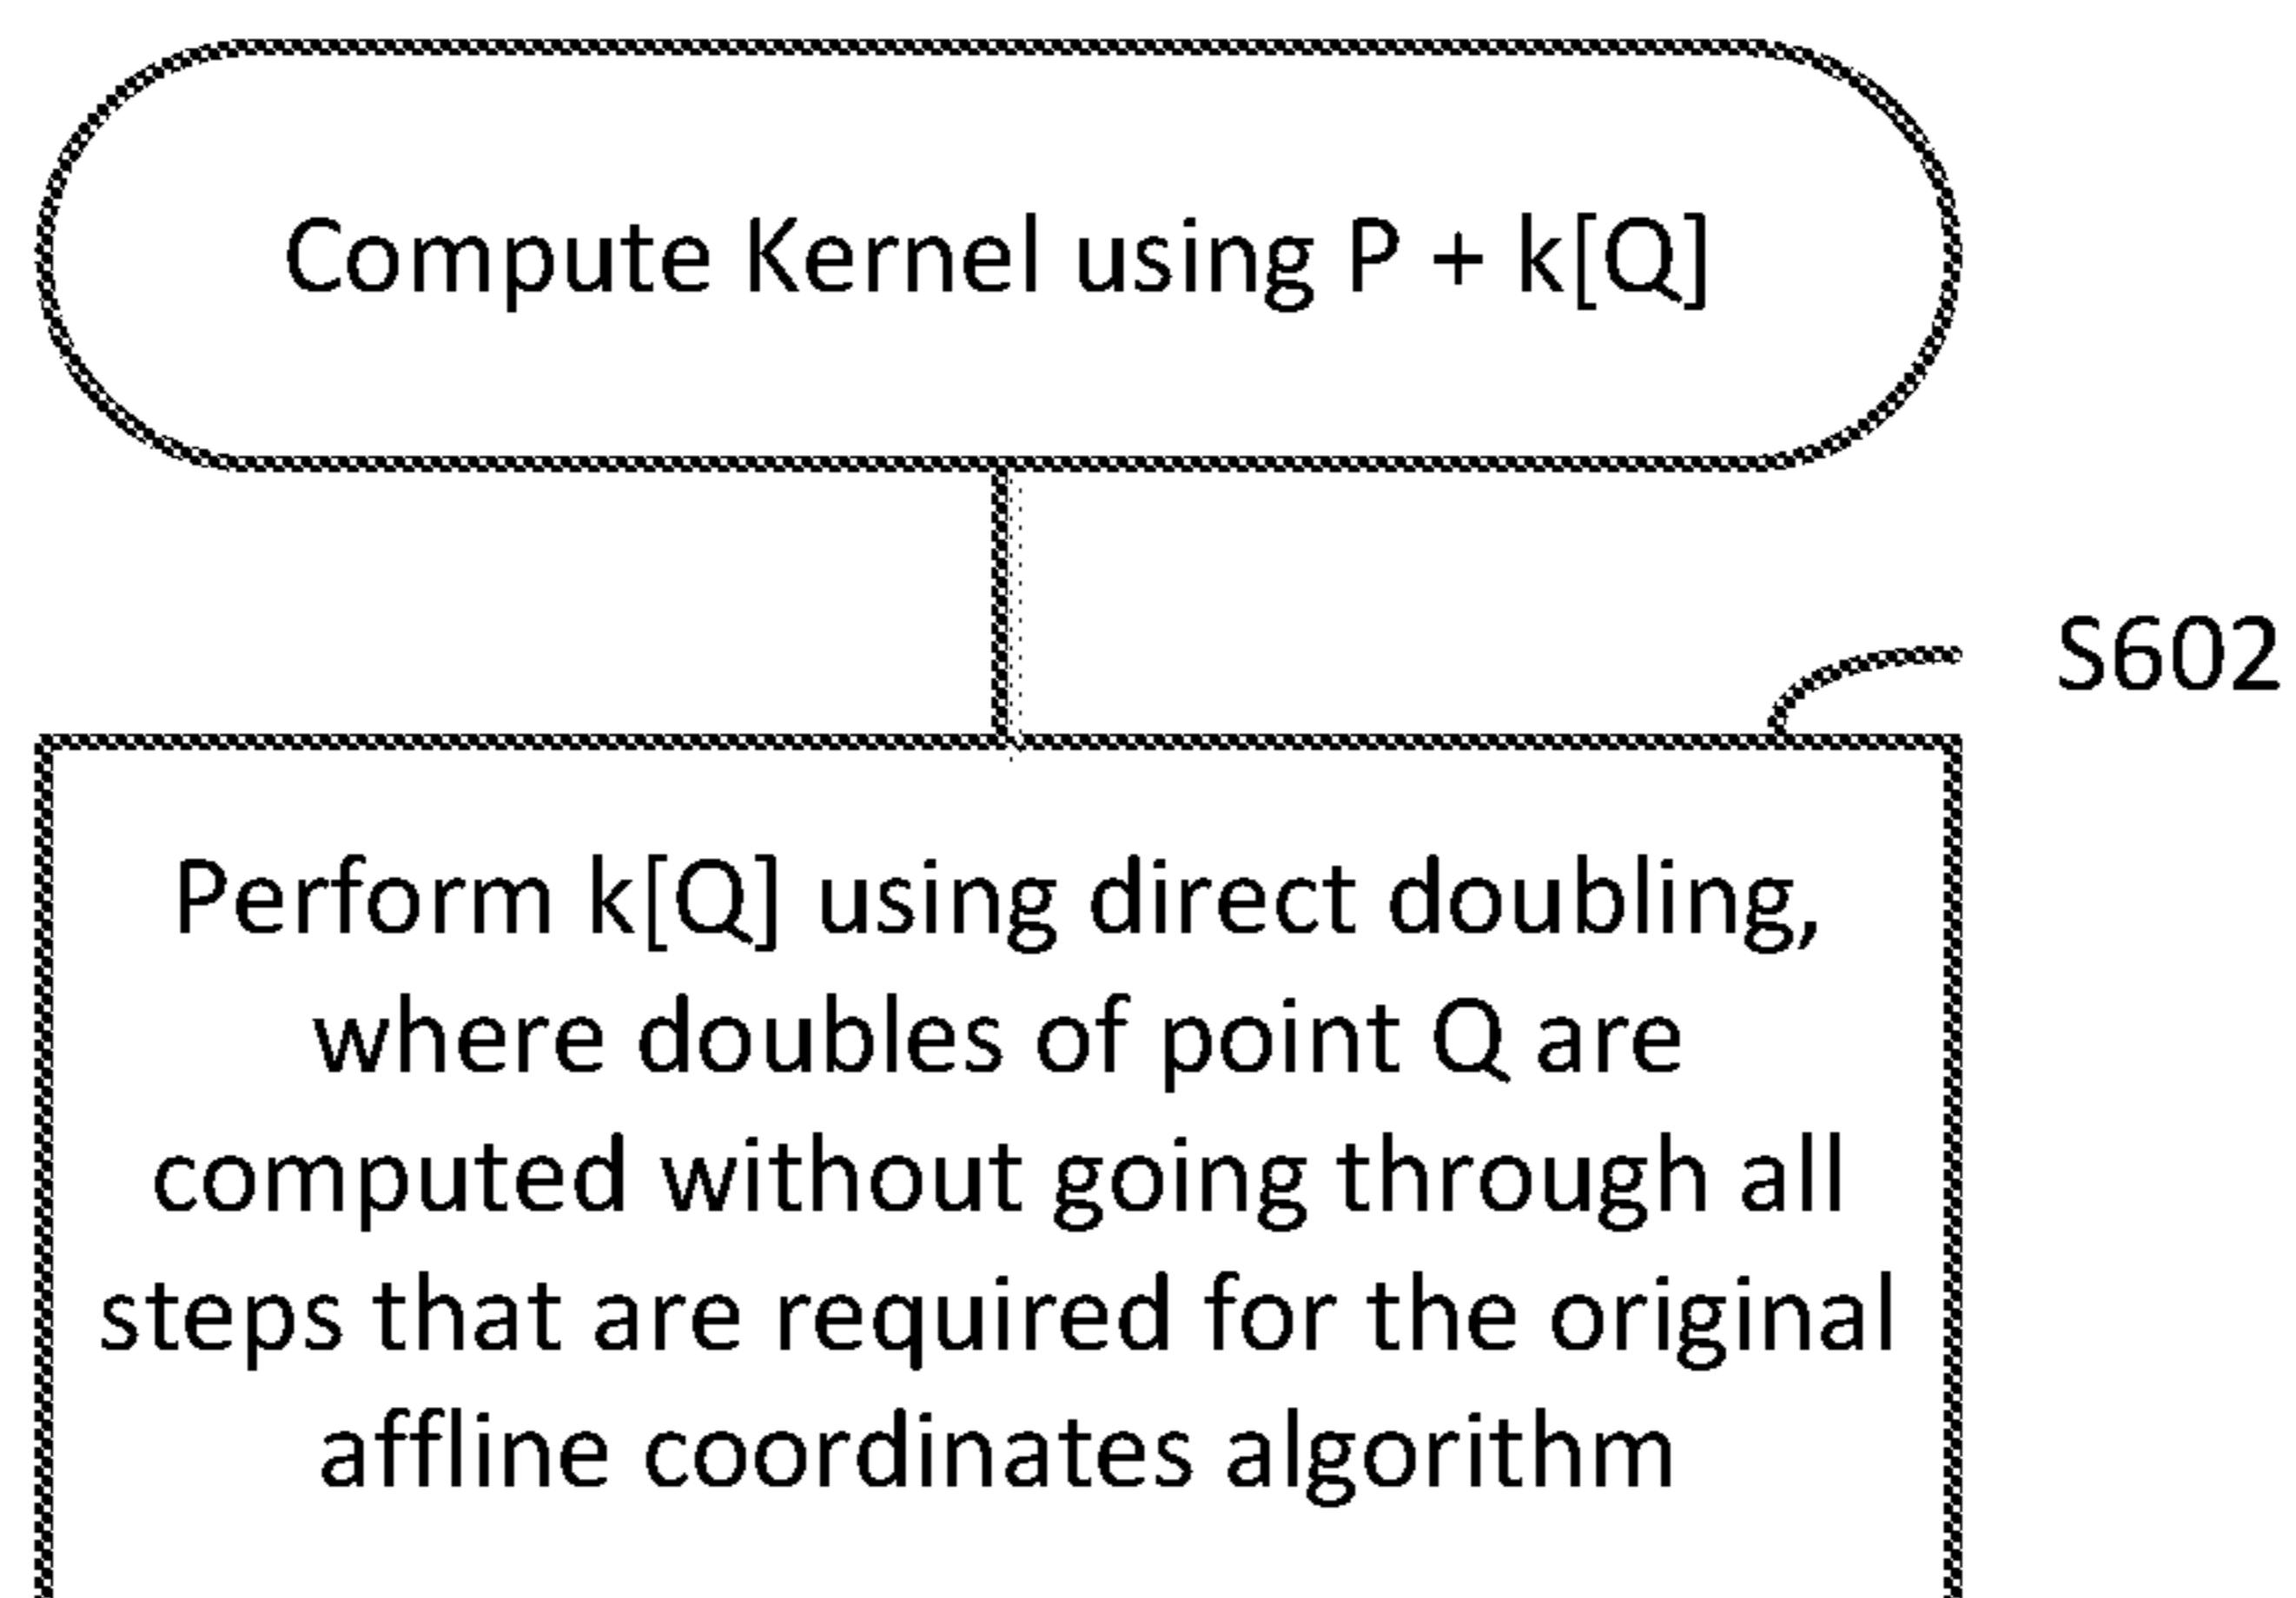 Compute Kernel using P + k[Q]
S602
Perform k[Q] using direct doubling,
where doubles of point Q are
computed without going through all
steps that are required for the original
affline coordinates algorithm